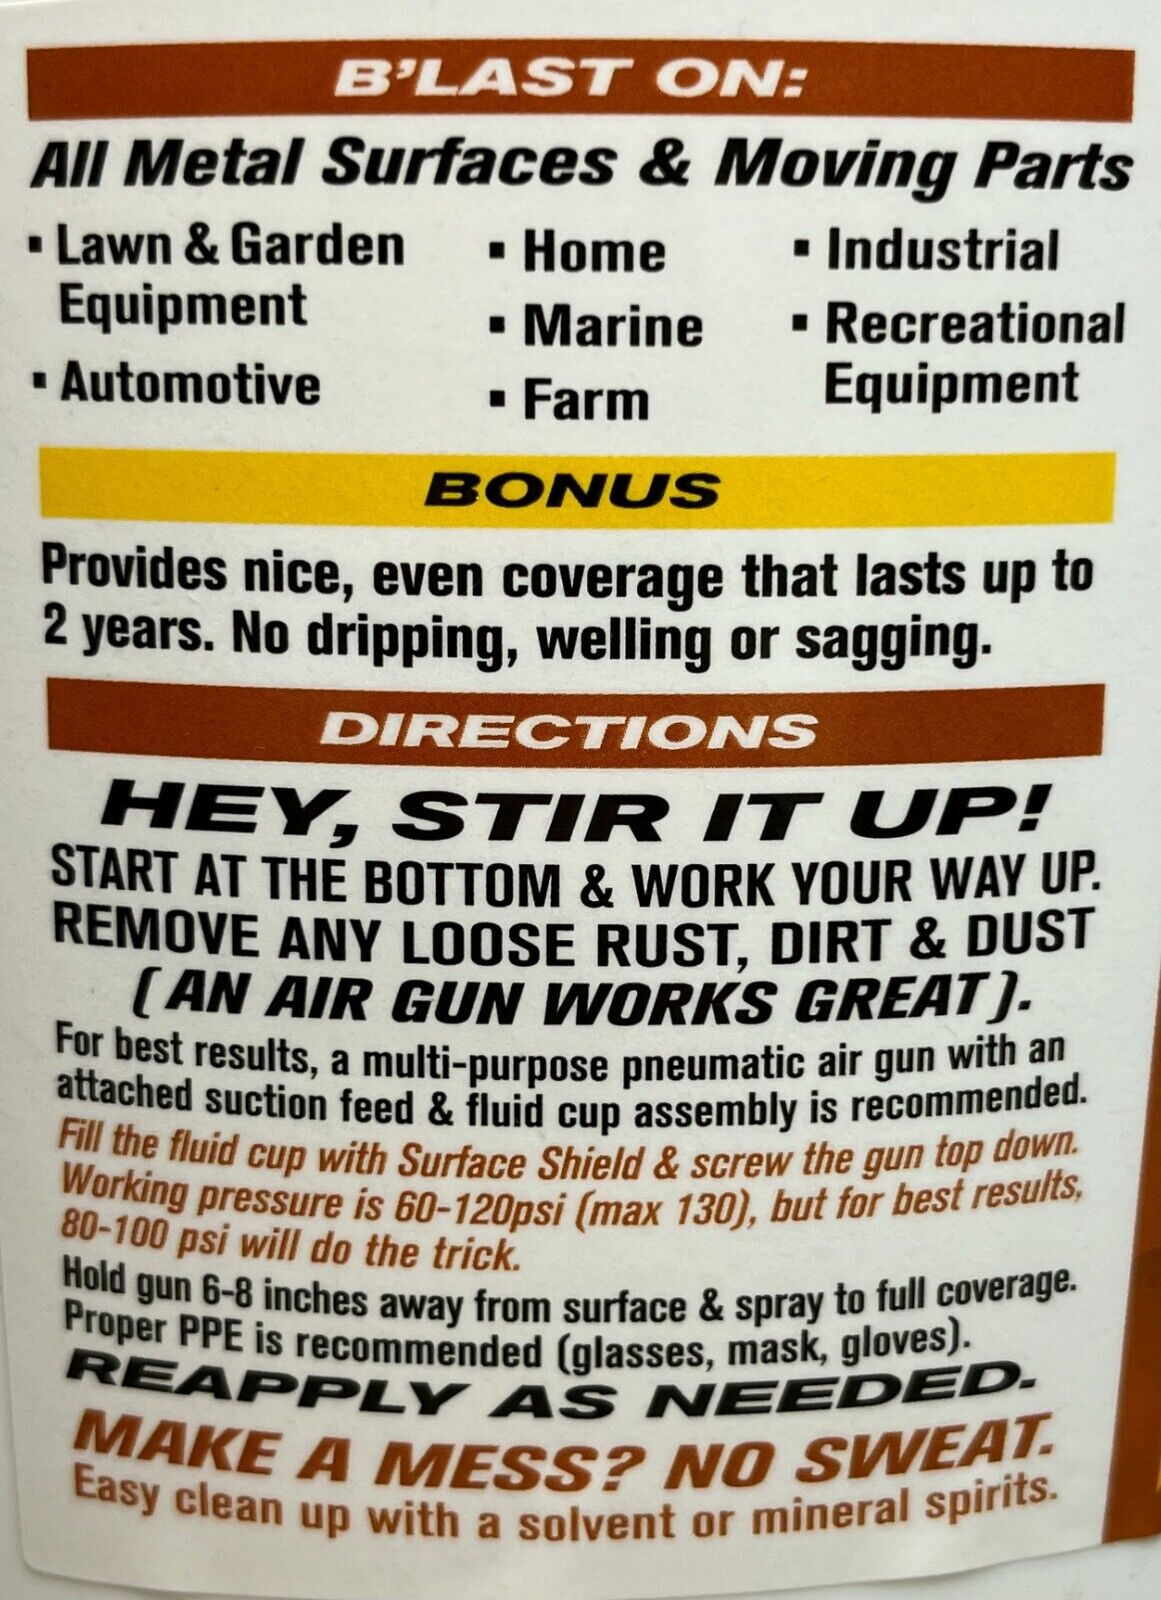 B'LAST ON:
All Metal Surfaces & Moving Parts
▪ Lawn & Garden Equipment
▪ Automotive
▪ Home
▪ Marine
▪ Farm
▪ Industrial
▪ Recreational Equipment
BONUS
Provides nice, even coverage that lasts up to
2 years. No dripping, welling or sagging.
DIRECTIONS
HEY, STIR IT UP!
START AT THE BOTTOM & WORK YOUR WAY UP.
REMOVE ANY LOOSE RUST, DIRT & DUST
(AN AIR GUN WORKS GREAT).
For best results, a multi-purpose pneumatic air gun with an
attached suction feed & fluid cup assembly is recommended.
Fill the fluid cup with Surface Shield & screw the gun top down.
Working pressure is 60-120psi (max 130), but for best results,
80-100 psi will do the trick.
Hold gun 6-8 inches away from surface & spray to full coverage.
Proper PPE is recommended (glasses, mask, gloves).
REAPPLY AS NEEDED.
MAKE A MESS? NO SWEAT.
Easy clean up with a solvent or mineral spirits.